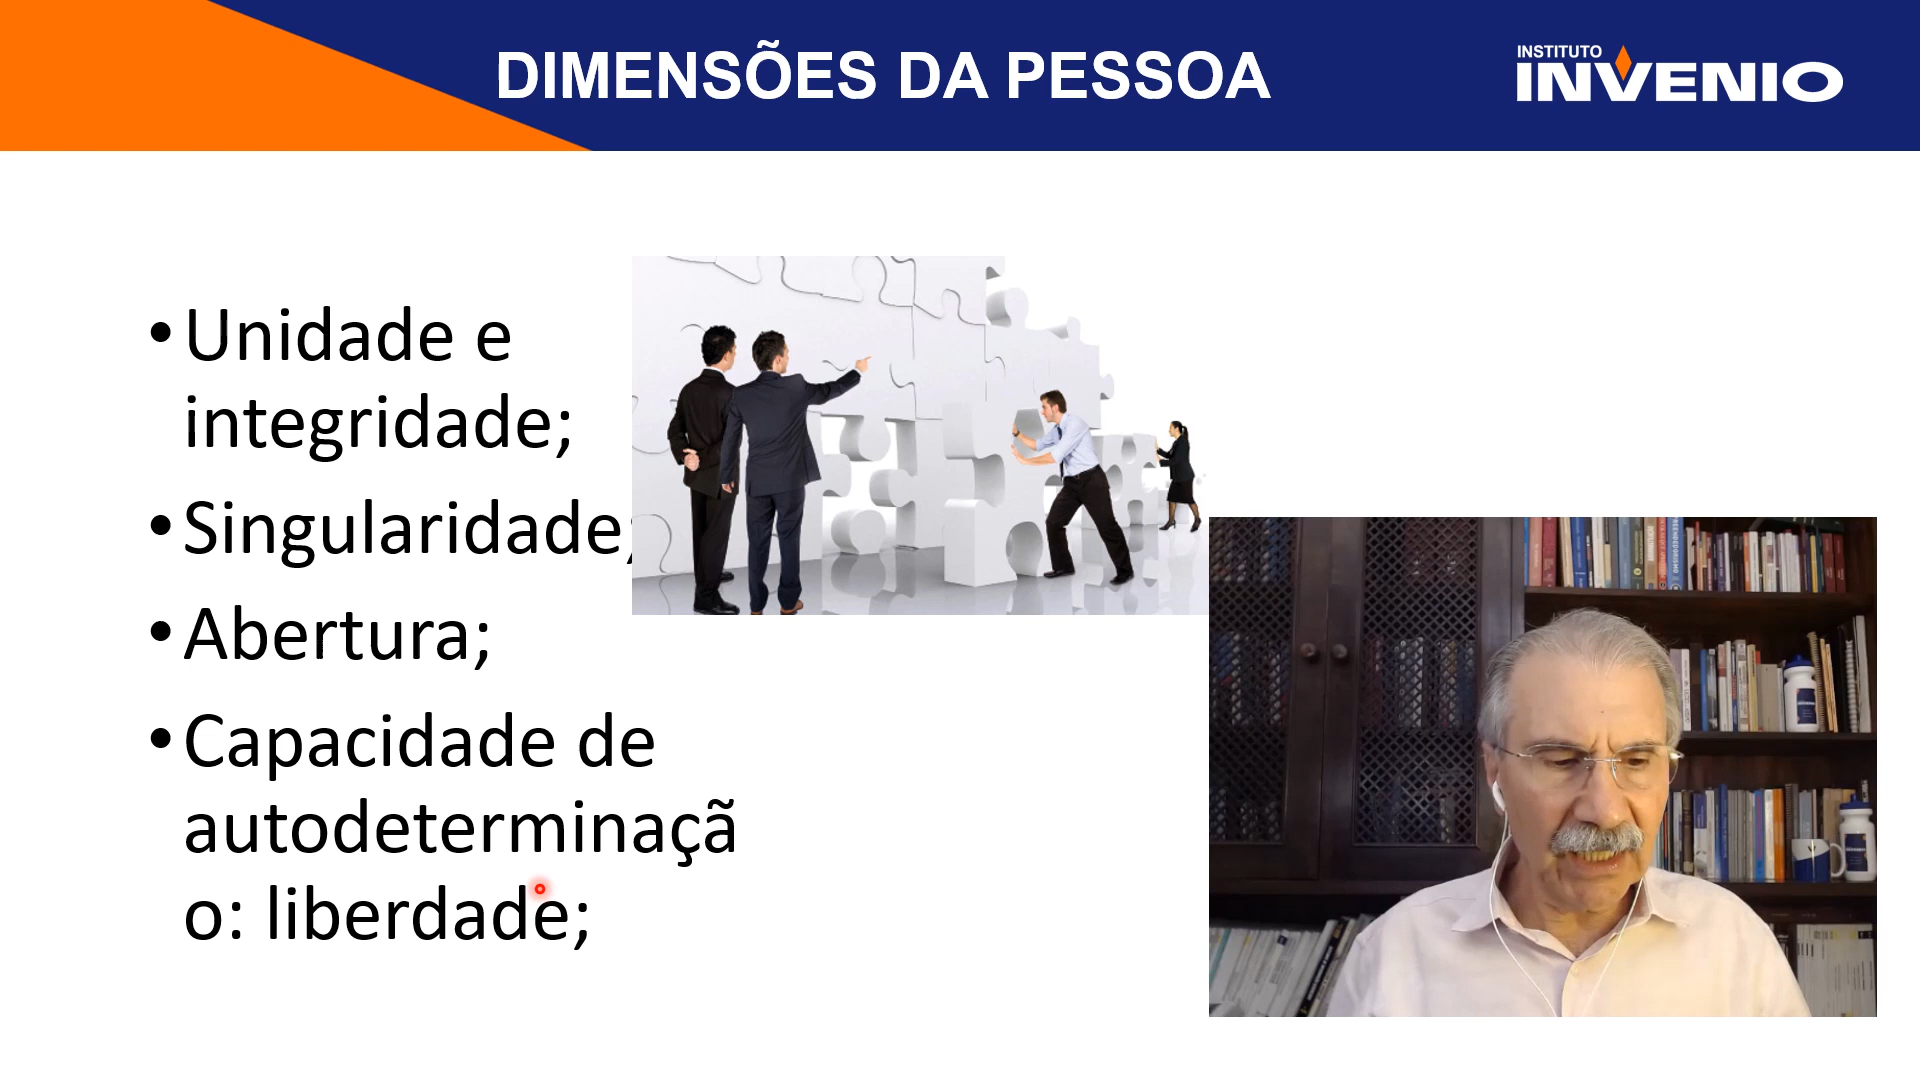 DIMENSÕES DA PESSOA
INSTITUTO
INVENIO
•Unidade e
integridade;
•Singularidade;
•Abertura;
•Capacidade de
autodeterminaçã
o: liberdade;